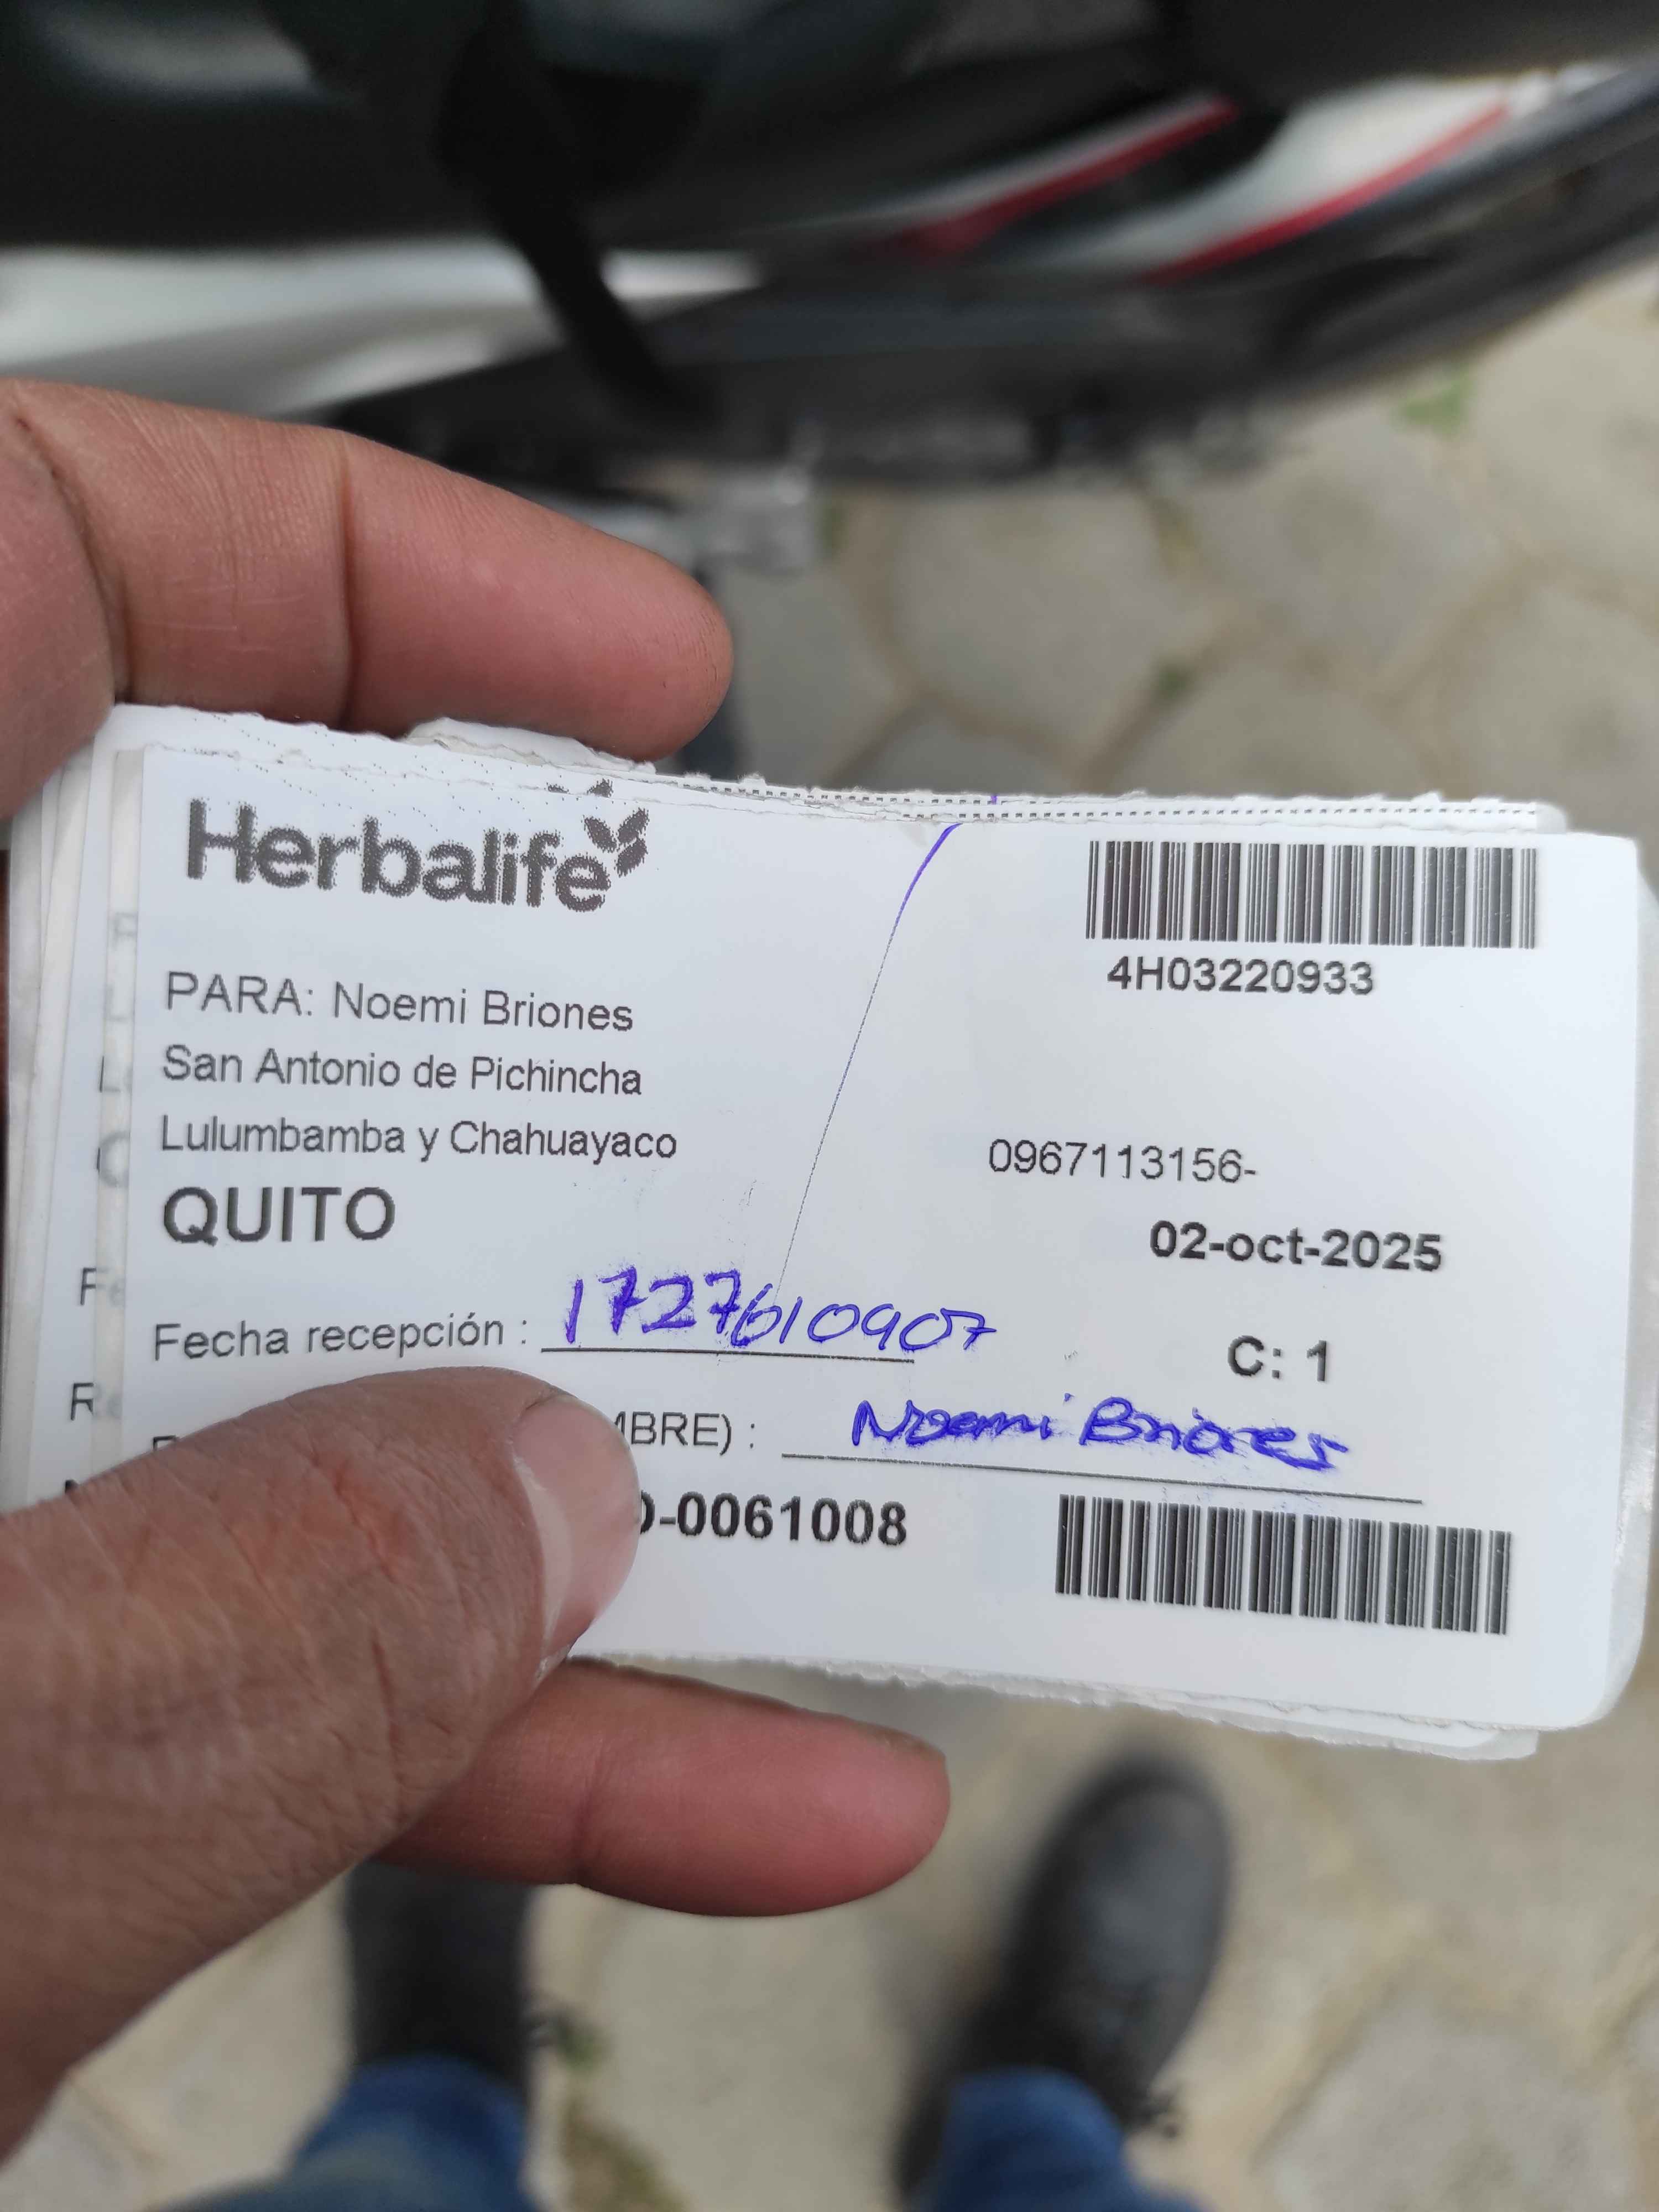 Herbalife
4H03220933
PARA: Noemi Briones
San Antonio de Pichincha
Lulumbamba y Chahuayaco
0967113156-
QUITO
02-oct-2025
Fecha recepción : 1727610907
C: 1
MBRE) : Noemi Briones
-0061008